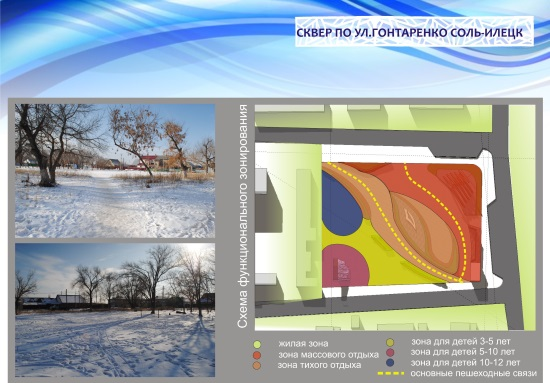 СКВЕР ПО УЛ.ГОНТАРЕНКО СОЛЬ-ИЛЕЦК
Схема функционального зонирования
жилая зона
зона массового отдыха
зона тихого отдыха
зона для детей 3-5 лет
зона для детей 5-10 лет
зона для детей 10-12 лет
основные пешеходные связи